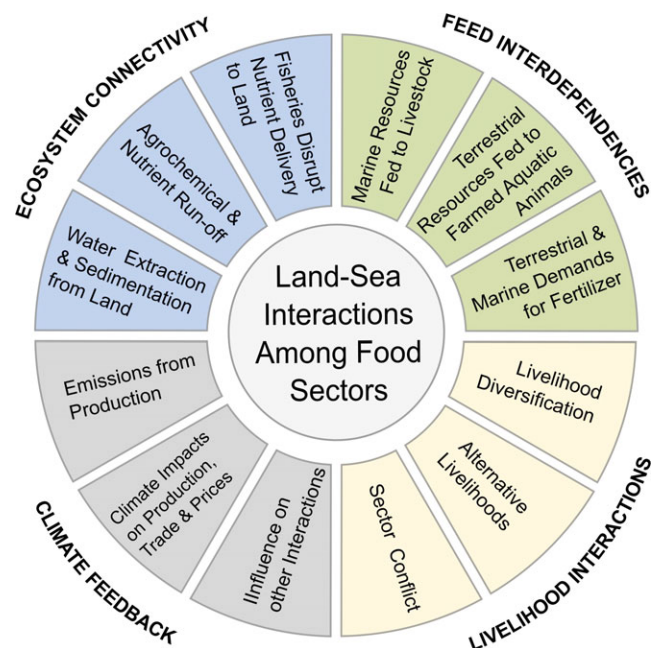 ECOSYSTEM CONNECTIVITY
Water Extraction
& Sedimentation
from Land
Agrochemical &
Nutrient Run-off
Fisheries Disrupt
Nutrient Delivery
to Land
FEED INTERDEPENDENCIES
Marine Resources
Fed to Livestock
Terrestrial
Resources Fed to
Farmed Aquatic
Animals
Terrestrial &
Marine Demands
for Fertilizer
Land-Sea
Interactions
Among Food
Sectors
Livelihood
Diversification
Alternative
Livelihoods
Sector Conflict
LIVELIHOOD INTERACTIONS
Emissions from
Production
Climate Impacts
on Production,
Trade & Prices
IInfluence on
other Interactions
CLIMATE FEEDBACK